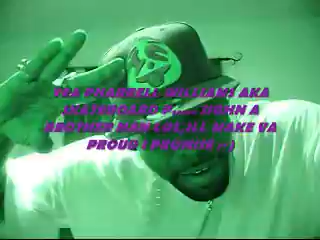 YEA PHARRELL WILLIAMS AKA
SKATEBOARD P..... A
BROTHER MAN LOL ILL MAKE YA
PROUD I PROMISE :-)